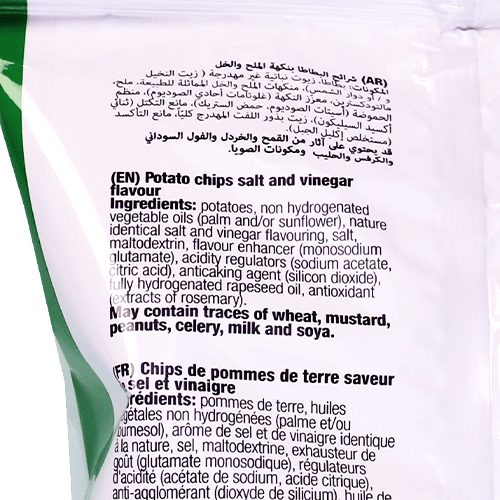 (AR) شرائح البطاطا بنكهة الملح والخل
المكونات: بطاطا، زيوت نباتية غير مهدرجة ( زيت النخيل
و / أو دوار الشمس)، منكهات الملح والخل المماثلة للطبيعة، ملح،
مالتودكسترين، معزز النكهة (غلوتامات أحادي الصوديوم)، منظم
الحموضة (أسيتات الصوديوم، حمض الستريك)، مانع التكتل (ثنائي
أكسيد السيليكون)، زيت بذور اللفت المهدرج كليًا، مانع التأكسد
(مستخلص إكليل الجبل).
قد يحتوي على آثار من القمح والخردل والفول السوداني
والكرفس والحليب ومكونات الصويا.
(EN) Potato chips salt and vinegar
flavour
Ingredients: potatoes, non hydrogenated
vegetable oils (palm and/or sunflower), nature
identical salt and vinegar flavouring, salt,
maltodextrin, flavour enhancer (monosodium
glutamate), acidity regulators (sodium acetate,
citric acid), anticaking agent (silicon dioxide),
fully hydrogenated rapeseed oil, antioxidant
(extracts of rosemary).
May contain traces of wheat, mustard,
peanuts, celery, milk and soya.
(FR) Chips de pommes de terre saveur
sel et vinaigre
Ingrédients: pommes de terre, huiles
végétales non hydrogénées (palme et/ou
tournesol), arôme de sel et de vinaigre identique
à la nature, sel, maltodextrine, exhausteur de
goût (glutamate monosodique), régulateurs
d'acidité (acétate de sodium, acide citrique),
anti-agglomérant (dioxyde de silicium), huile de